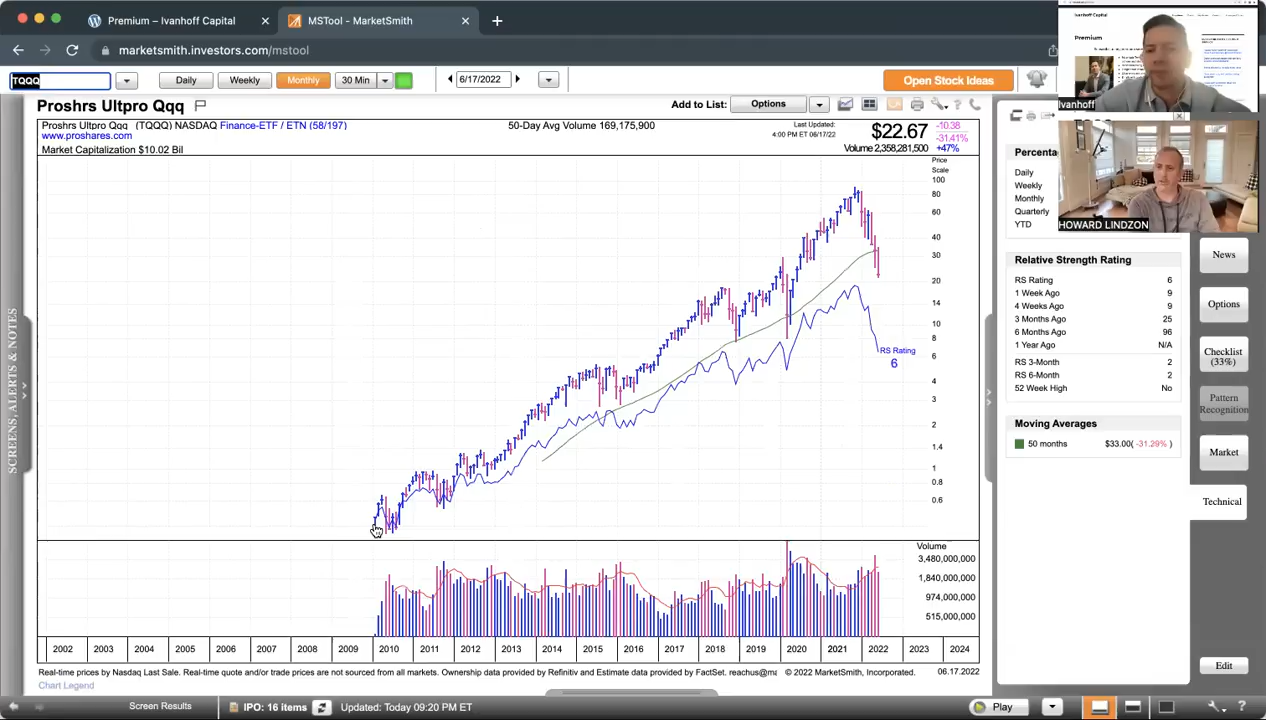 Premium – Ivanhoff Capital
MSTool - MarketSmith
marketsmith.investors.com/mstool
TQQQ
Daily
Weekly
Monthly
30 Min
6/17/2022
Open Stock Ideas
Ivanhoff Capital
Premium
Ivanhoff
HOWARD LINDZON
Proshrs Ultpro Qqq
Add to List:
Options
Proshrs Ultpro Qqq (TQQQ) NASDAQ Finance-ETF / ETN (58/197)
50-Day Avg Volume 169,175,900
Last Updated:
4:00 PM ET 06/17/22
$22.67
-10.38
-31.41%
www.proshares.com
Market Capitalization $10.02 Bil
Volume 2,358,281,500
+47%
Price
Scale
100
80
60
40
30
20
14
10
8
6
4
3
2
1.4
1
0.8
0.6
RS Rating
6
Volume
3,480,000,000
1,840,000,000
974,000,000
515,000,000
2002 2003 2004 2005 2006 2007 2008 2009 2010 2011 2012 2013 2014 2015 2016 2017 2018 2019 2020 2021 2022 2023 2024
Real-time prices by Nasdaq Last Sale. Real-time quote and/or trade prices are not sourced from all markets. Ownership data provided by Refinitiv and Estimate data provided by FactSet. reachus@ma
© 2022 MarketSmith, Incorporated.
06.17.2022
Chart Legend
SCREENS, ALERTS & NOTES
Percenta
Daily
Weekly
Monthly
Quarterly
YTD
Relative Strength Rating
RS Rating 6
1 Week Ago 9
4 Weeks Ago 9
3 Months Ago 25
6 Months Ago 96
1 Year Ago N/A
RS 3-Month 2
RS 6-Month 2
52 Week High No
Moving Averages
50 months $33.00( -31.29% )
News
Options
Checklist
(33%)
Pattern
Recognition
Market
Technical
Edit
Screen Results
IPO: 16 items
Updated: Today 09:20 PM ET
Play